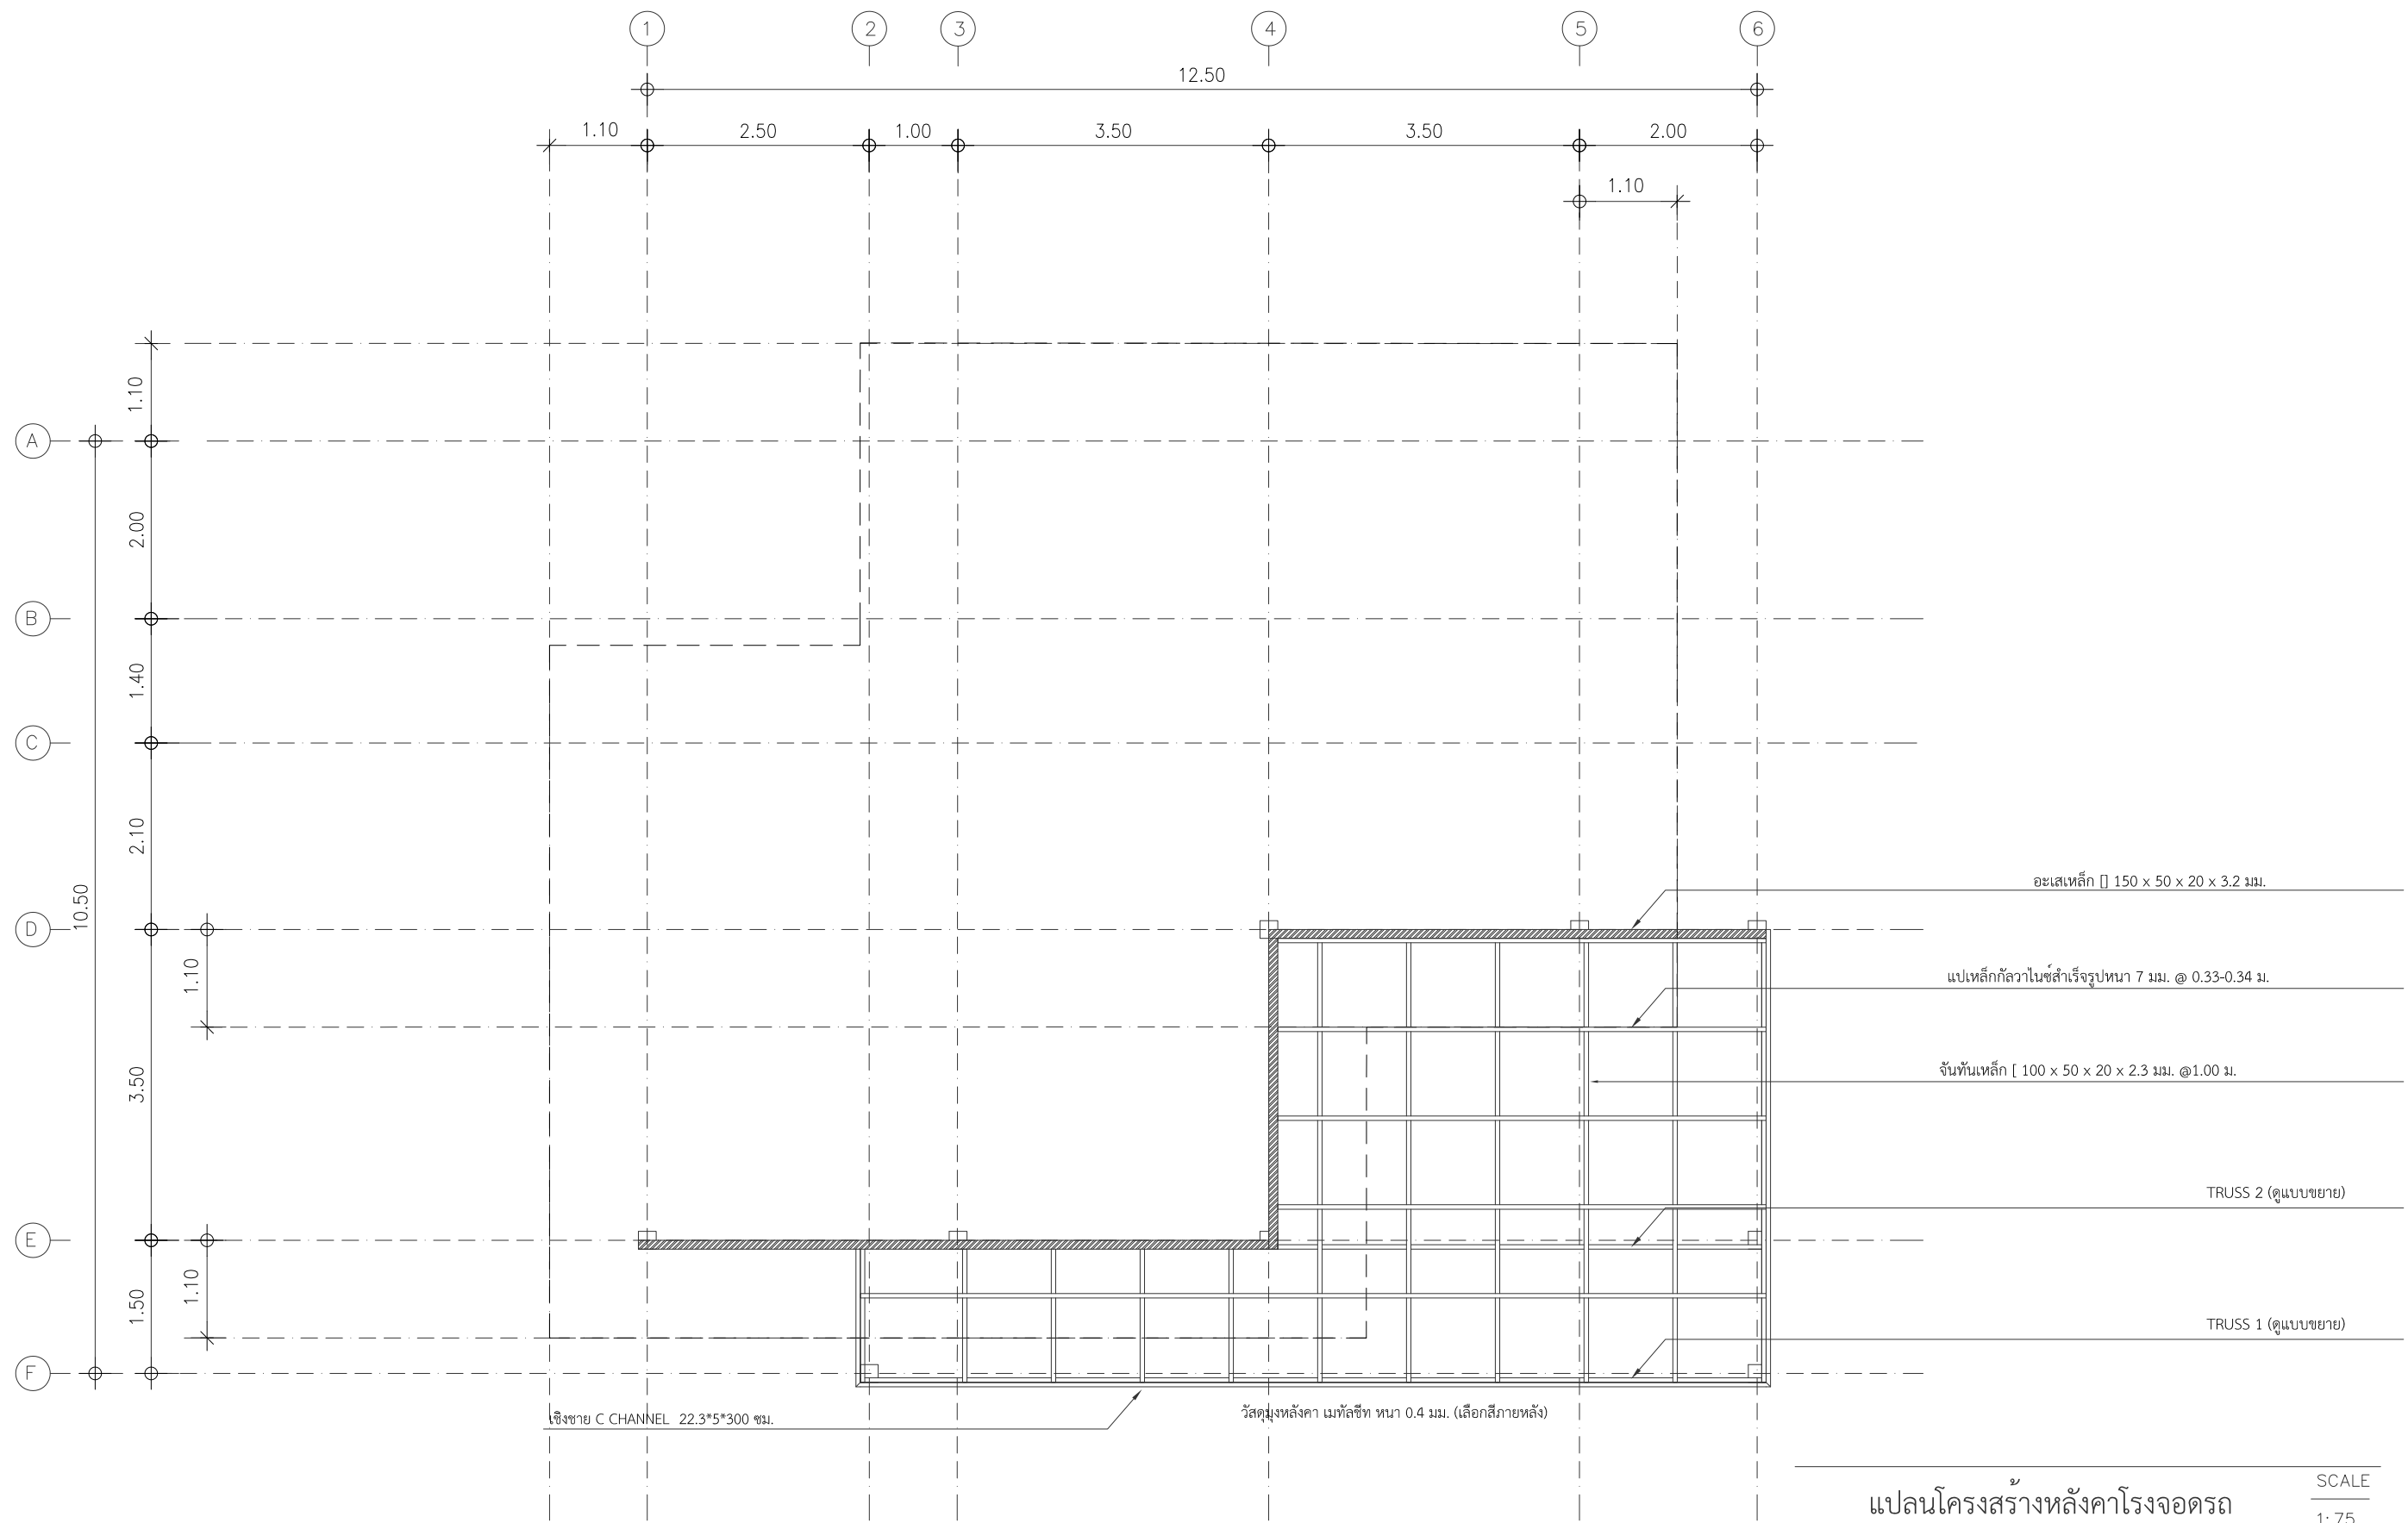 1 2 3 4 5 6
12.50
1.10 2.50 1.00 3.50 3.50 2.00
1.10
1.10
A
2.00
B
1.40
C
2.10
10.50
อะเสเหล็ก [] 150 x 50 x 20 x 3.2 มม.
D
1.10
แปเหล็กกัลวาไนซ์สำเร็จรูปหนา 7 มม. @ 0.33-0.34 ม.
3.50
จันทันเหล็ก [ 100 x 50 x 20 x 2.3 มม. @1.00 ม.
TRUSS 2 (ดูแบบขยาย)
E
1.10
1.50
TRUSS 1 (ดูแบบขยาย)
F
เชิงชาย C CHANNEL 22.3*5*300 ซม.
วัสดุมุงหลังคา เมทัลชีท หนา 0.4 มม. (เลือกสีภายหลัง)
แปลนโครงสร้างหลังคาโรงจอดรถ
SCALE
1: 75